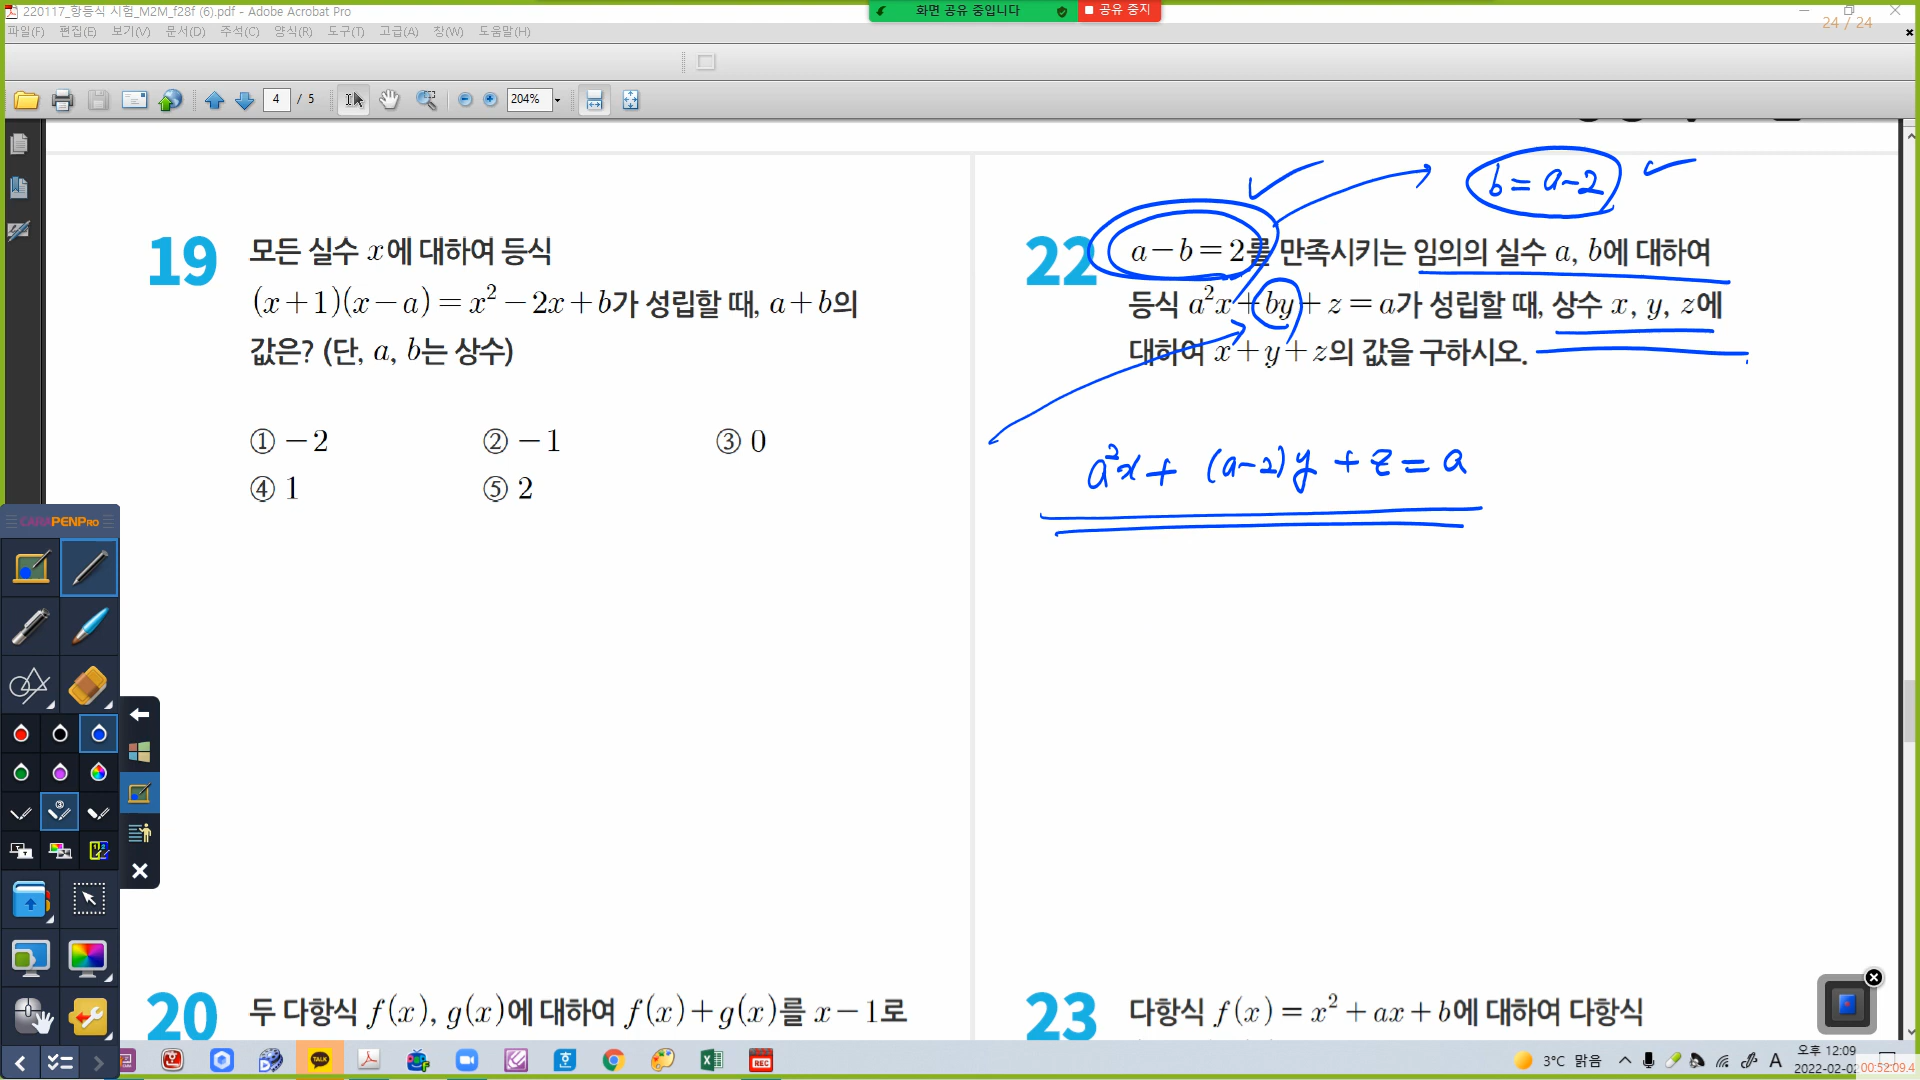 220117_항등식 시험_M2M_f28f (6).pdf - Adobe Acrobat Pro
화면 공유 중입니다
공유 중지
24 / 24
파일(F) 편집(E) 보기(V) 문서(D) 주석(C) 양식(R) 도구(T) 고급(A) 창(W) 도움말(H)
4 / 5
204%
19 모든 실수 x에 대하여 등식
(x+1)(x-a)=x²-2x+b가 성립할 때, a+b의
값은? (단, a, b는 상수)
① -2 ② -1 ③ 0
④ 1 ⑤ 2
20 두 다항식 f(x), g(x)에 대하여 f(x)+g(x)를 x-1로
b = a-2
22 a-b=2를 만족시키는 임의의 실수 a, b에 대하여
등식 a²x+by+z=a가 성립할 때, 상수 x, y, z에
대하여 x+y+z의 값을 구하시오.
a²x + (a-2)y + z = a
23 다항식 f(x)=x²+ax+b에 대하여 다항식
CAMAPENPRO
③
TALK
REC
3°C 맑음
A
오후 12:09
2022-02-02
00:52:09.4